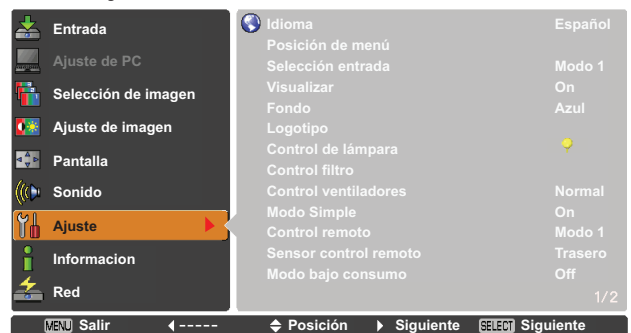 Entrada
Ajuste de PC
Selección de imagen
Ajuste de imagen
Pantalla
Sonido
Ajuste
Informacion
Red
Idioma Español
Posición de menú
Selección entrada Modo 1
Visualizar On
Fondo Azul
Logotipo
Control de lámpara
Control filtro
Control ventiladores Normal
Modo Simple On
Control remoto Modo 1
Sensor control remoto Trasero
Modo bajo consumo Off
1/2
MENU Salir ----- Posición Siguiente SELECT Siguiente